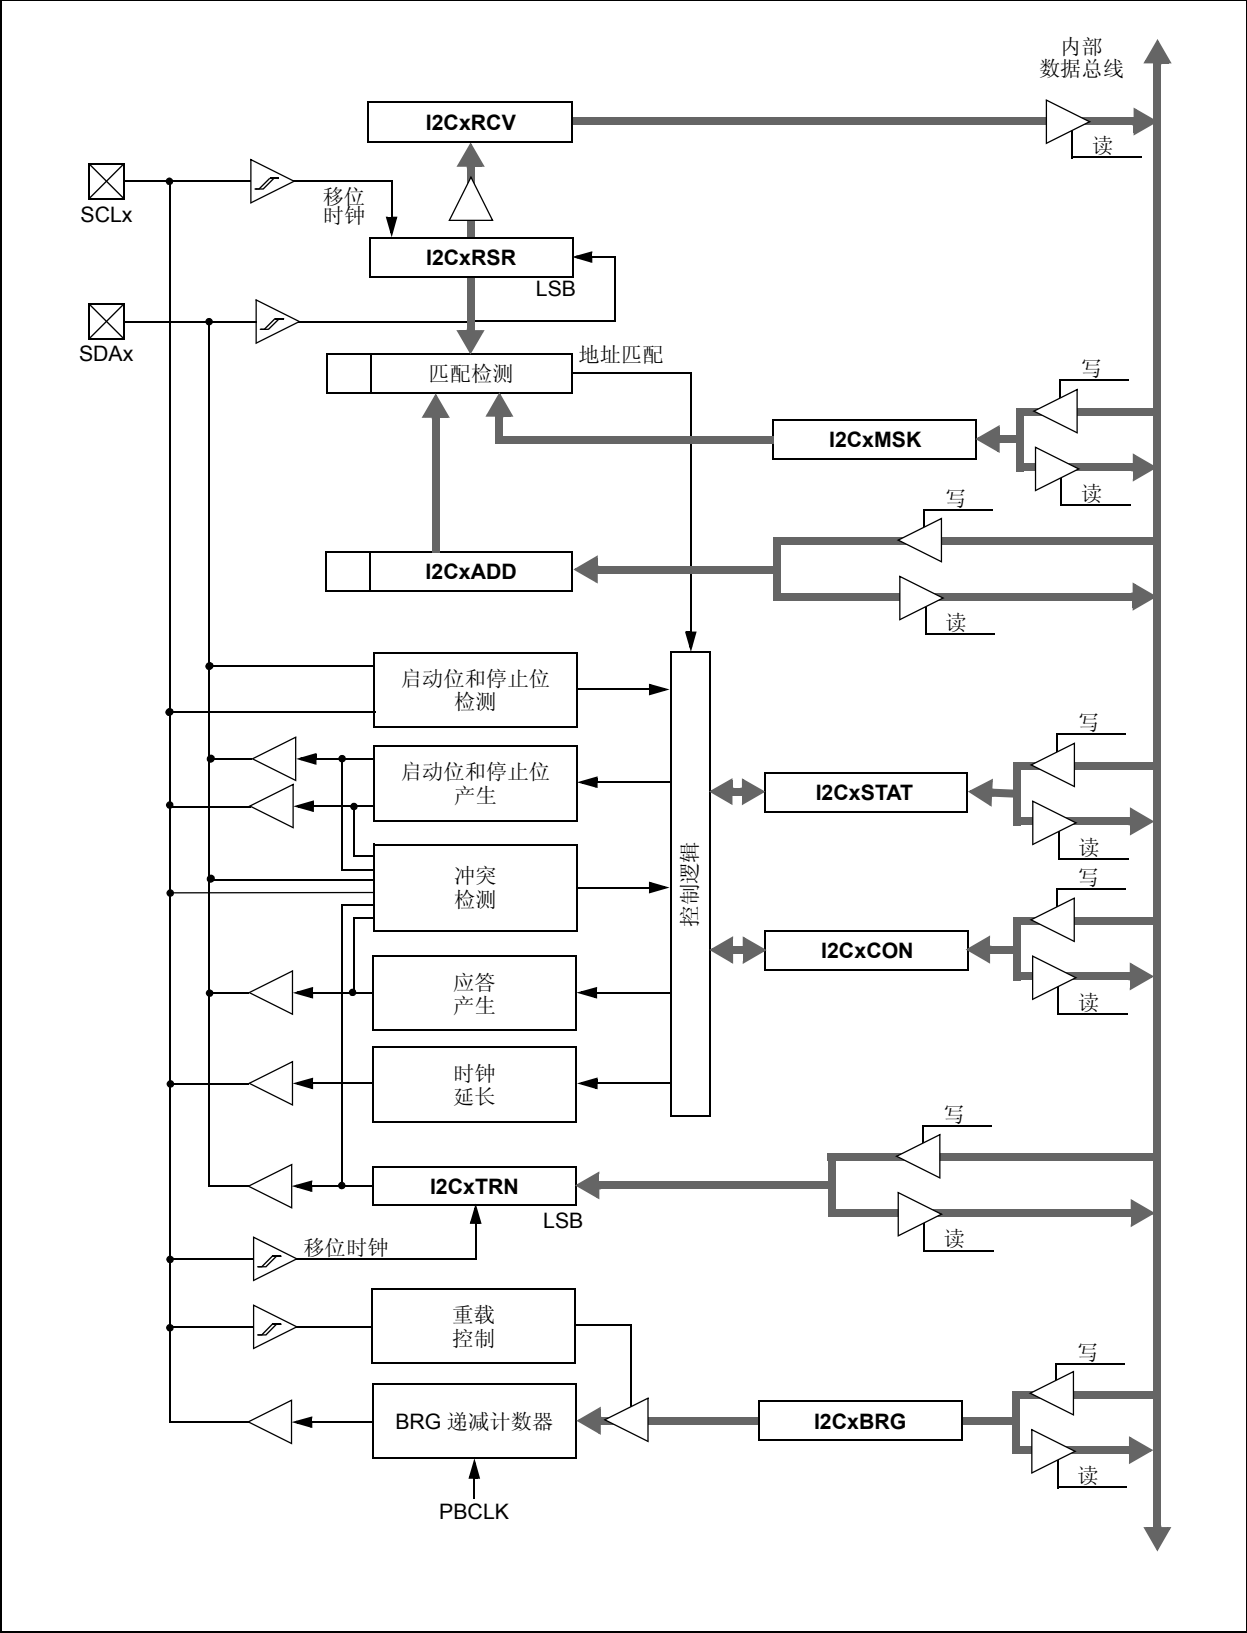 内部
数据总线
I2CxRCV
读
SCLx
移位
时钟
I2CxRSR
LSB
SDAx
地址匹配
匹配检测
写
I2CxMSK
读
写
I2CxADD
读
启动位和停止位
检测
写
启动位和停止位
产生
I2CxSTAT
读
冲突
检测
控制逻辑
写
I2CxCON
读
应答
产生
时钟
延长
写
I2CxTRN
LSB
读
移位时钟
重载
控制
写
BRG 递减计数器
I2CxBRG
读
PBCLK